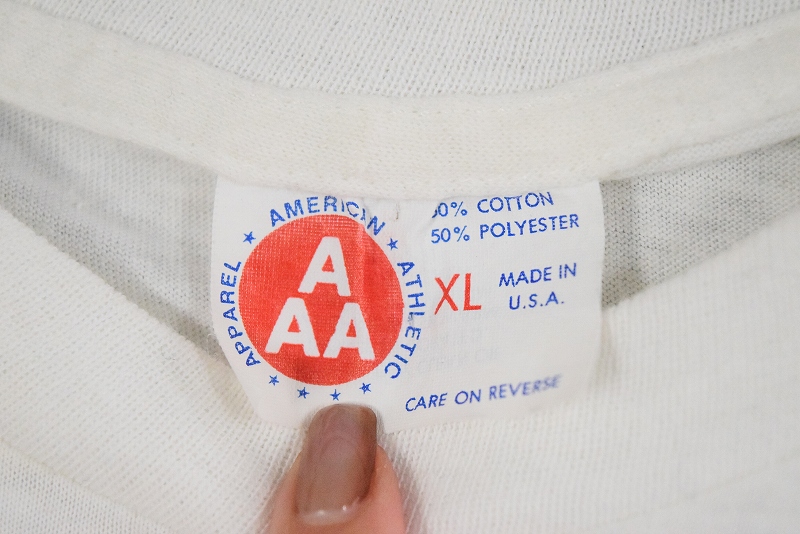 AMERICAN
ATHLETIC
APPAREL
A
AA
50% COTTON
50% POLYESTER
XL
MADE IN
U.S.A.
CARE ON REVERSE